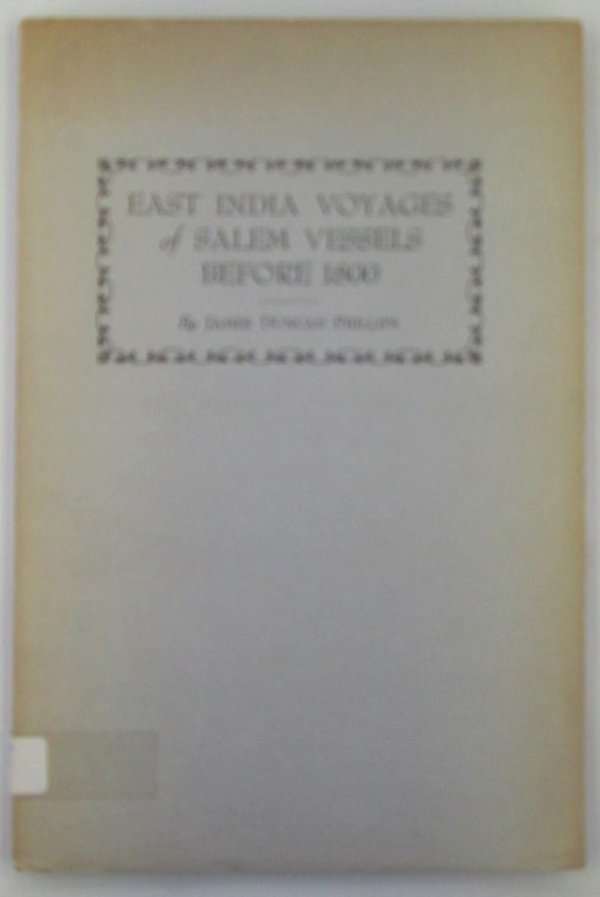 EAST INDIA VOYAGES
of SALEM VESSELS
BEFORE 1800
By JAMES DUNCAN PHILLIPS